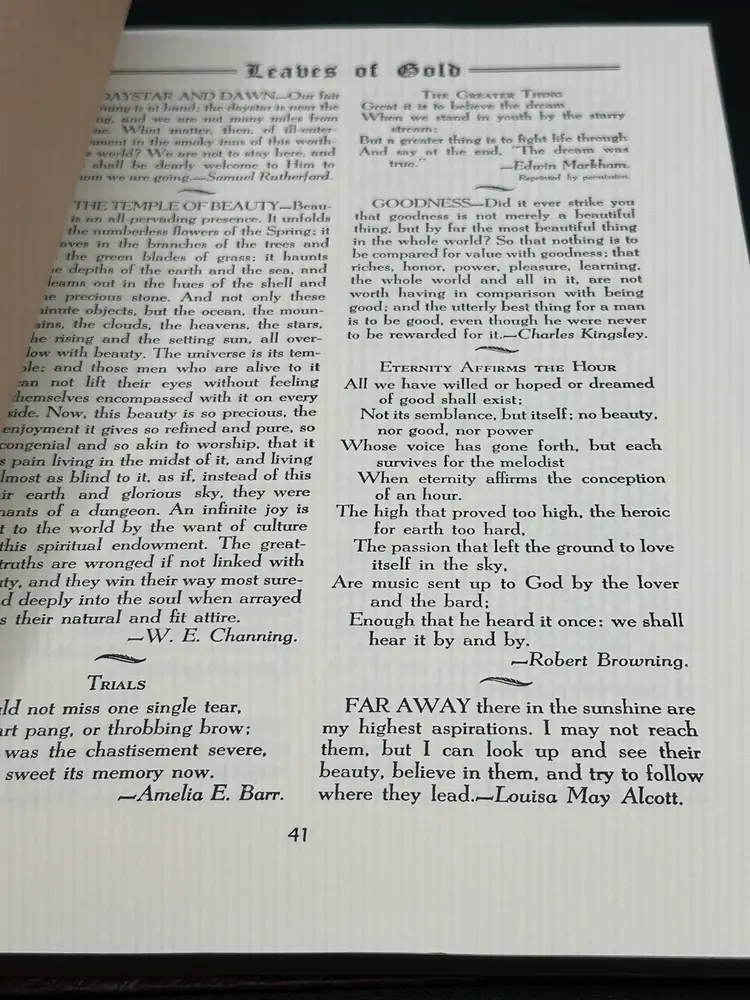 Leaves of Gold
DAYSTAR AND DAWN—Our fair
ning is at hand; the daystar is near the
ng, and we are not many miles from
me. What matter, then, of ill-enter-
ament in the smoky inns of this worth-
s world? We are not to stay here, and
shall be dearly welcome to Him to
om we are going.—Samuel Rutherford.
THE TEMPLE OF BEAUTY—Beau-
is an all-pervading presence. It unfolds
the numberless flowers of the Spring; it
aves in the branches of the trees and
the green blades of grass; it haunts
e depths of the earth and the sea, and
leams out in the hues of the shell and
e precious stone. And not only these
inute objects, but the ocean, the moun-
ains, the clouds, the heavens, the stars,
he rising and the setting sun, all over-
low with beauty. The universe is its tem-
ple; and those men who are alive to it
can not lift their eyes without feeling
themselves encompassed with it on every
side. Now, this beauty is so precious, the
enjoyment it gives so refined and pure, so
congenial and so akin to worship, that it
s pain living in the midst of it, and living
lmost as blind to it, as if, instead of this
ir earth and glorious sky, they were
nants of a dungeon. An infinite joy is
t to the world by the want of culture
this spiritual endowment. The great-
truths are wronged if not linked with
uty, and they win their way most sure-
d deeply into the soul when arrayed
s their natural and fit attire.
—W. E. Channing.
TRIALS
ld not miss one single tear,
rt pang, or throbbing brow;
was the chastisement severe,
sweet its memory now.
—Amelia E. Barr.
THE GREATER THING
Great it is to believe the dream
When we stand in youth by the starry
stream;
But a greater thing is to fight life through
And say at the end, "The dream was
true."
—Edwin Markham.
Reprinted by permission.
GOODNESS—Did it ever strike you
that goodness is not merely a beautiful
thing, but by far the most beautiful thing
in the whole world? So that nothing is to
be compared for value with goodness; that
riches, honor, power, pleasure, learning,
the whole world and all in it, are not
worth having in comparison with being
good; and the utterly best thing for a man
is to be good, even though he were never
to be rewarded for it.—Charles Kingsley.
ETERNITY AFFIRMS THE HOUR
All we have willed or hoped or dreamed
of good shall exist;
Not its semblance, but itself; no beauty,
nor good, nor power
Whose voice has gone forth, but each
survives for the melodist
When eternity affirms the conception
of an hour.
The high that proved too high, the heroic
for earth too hard,
The passion that left the ground to love
itself in the sky,
Are music sent up to God by the lover
and the bard;
Enough that he heard it once: we shall
hear it by and by.
—Robert Browning.
FAR AWAY there in the sunshine are
my highest aspirations. I may not reach
them, but I can look up and see their
beauty, believe in them, and try to follow
where they lead.—Louisa May Alcott.
41